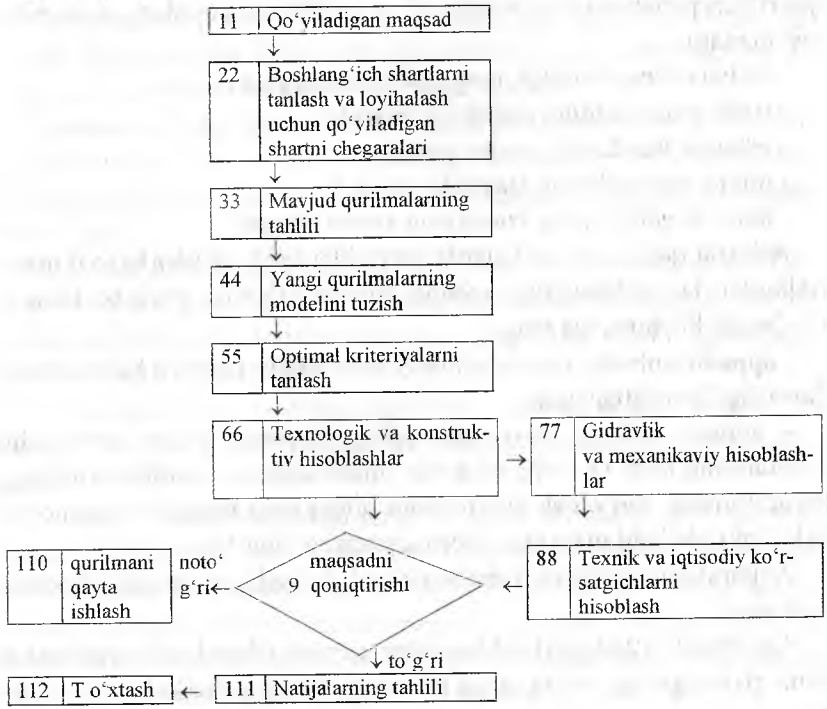 11 Qo‘yiladigan maqsad
22 Boshlang‘ich shartlarni
tanlash va loyihalash
uchun qo‘yiladigan
shartni chegaralari
33 Mavjud qurilmalarning
tahlili
44 Yangi qurilmalarning
modelini tuzish
55 Optimal kriteriyalarni
tanlash
66 Texnologik va konstruk-
tiv hisoblashlar
77 Gidravlik
va mexanikaviy hisoblash-
lar
88 Texnik va iqtisodiy ko‘r-
satgichlarni
hisoblash
maqsadni
9 qoniqtirishi
noto‘
g‘ri
110 qurilmani
qayta
ishlash
to‘g‘ri
111 Natijalarning tahlili
112 T o‘xtash